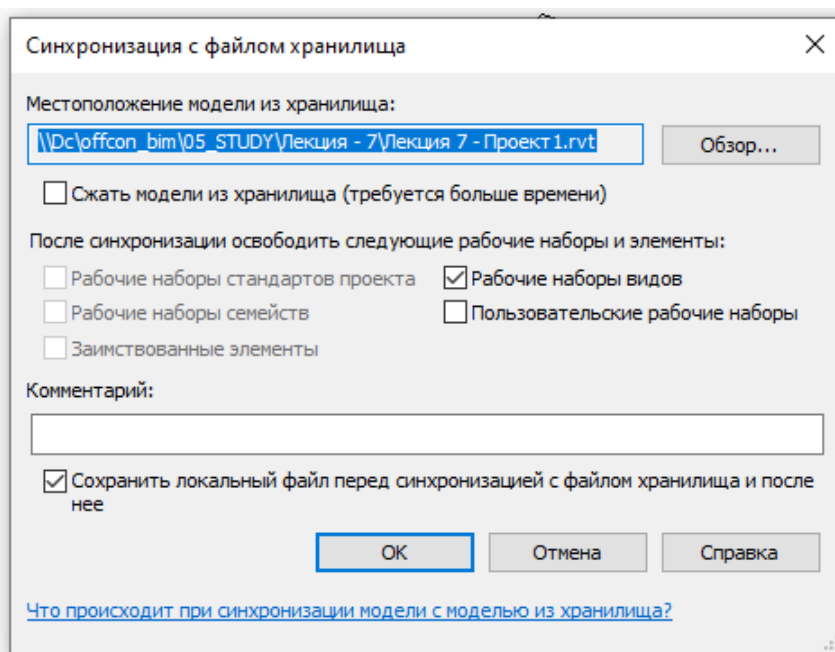 Синхронизация с файлом хранилища
Местоположение модели из хранилища:
\\Dc\offcon_bim\05_STUDY\Лекция - 7\Лекция 7 - Проект1.rvt
Обзор...
Сжать модели из хранилища (требуется больше времени)
После синхронизации освободить следующие рабочие наборы и элементы:
Рабочие наборы стандартов проекта
Рабочие наборы видов
Рабочие наборы семейств
Пользовательские рабочие наборы
Заимствованные элементы
Комментарий:
Сохранить локальный файл перед синхронизацией с файлом хранилища и после
нее
ОК
Отмена
Справка
Что происходит при синхронизации модели с моделью из хранилища?